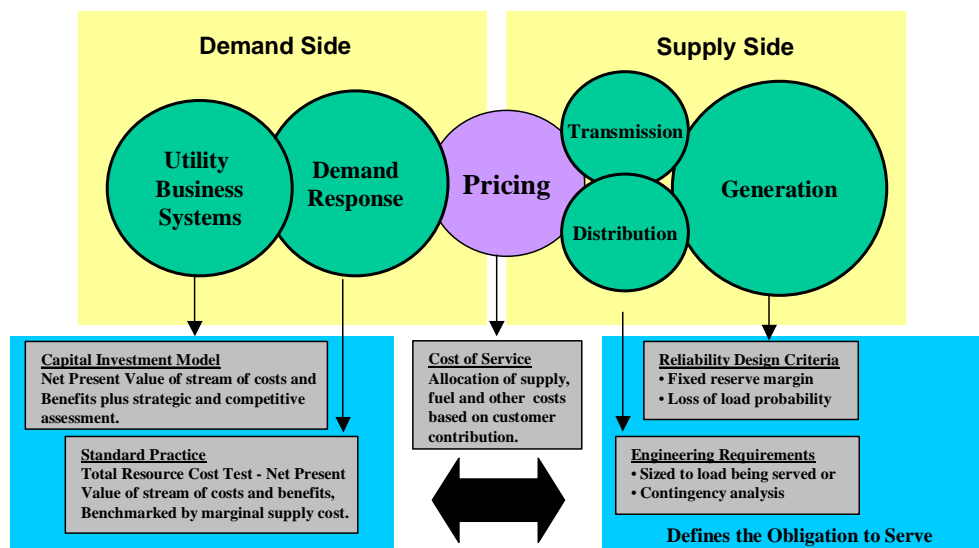 Demand Side
Supply Side
Utility
Business
Systems
Demand
Response
Pricing
Transmission
Distribution
Generation
Capital Investment Model
Net Present Value of stream of costs and
Benefits plus strategic and competitive
assessment.
Standard Practice
Total Resource Cost Test - Net Present
Value of stream of costs and benefits,
Benchmarked by marginal supply cost.
Cost of Service
Allocation of supply,
fuel and other costs
based on customer
contribution.
Reliability Design Criteria
• Fixed reserve margin
• Loss of load probability
Engineering Requirements
• Sized to load being served or
• Contingency analysis
Defines the Obligation to Serve